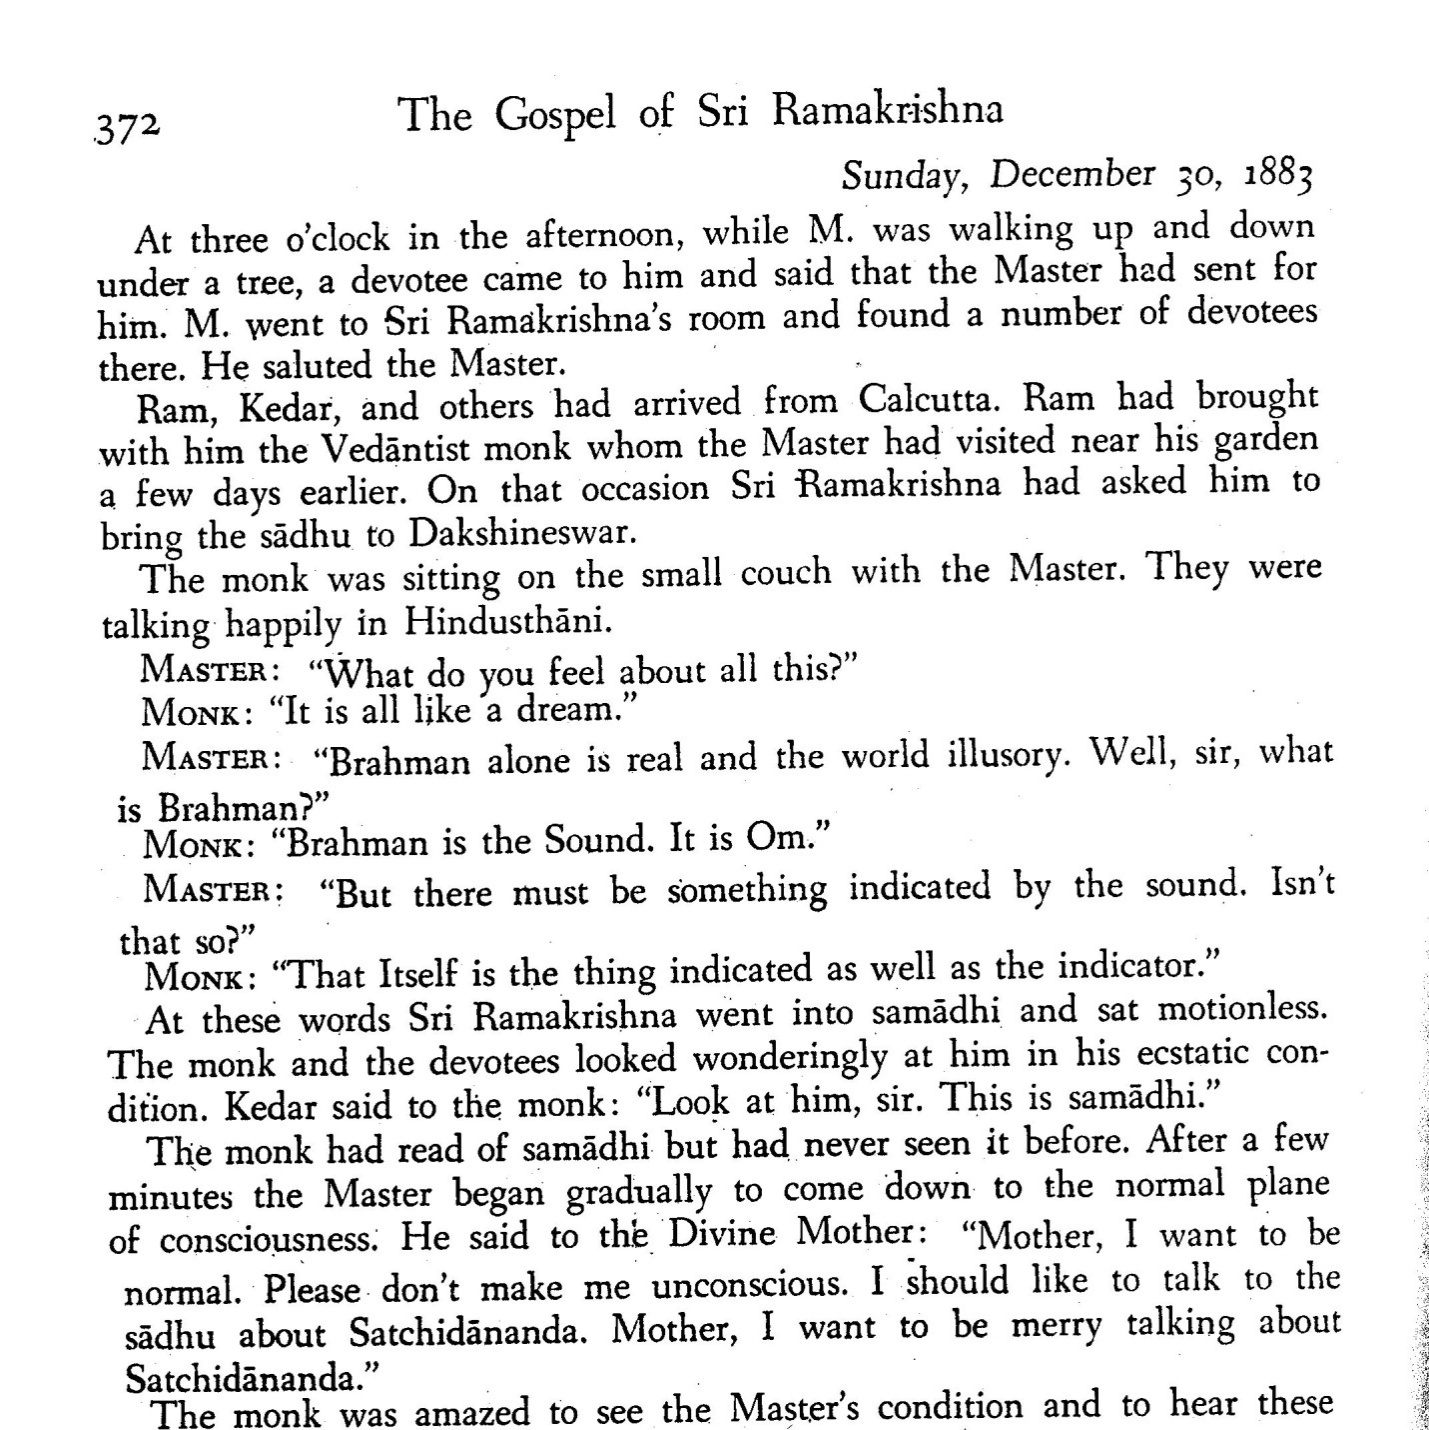 372
The Gospel of Sri Ramakrishna
Sunday, December 30, 1883
At three o'clock in the afternoon, while M. was walking up and down
under a tree, a devotee came to him and said that the Master had sent for
him. M. went to Sri Ramakrishna's room and found a number of devotees
there. He saluted the Master.
Ram, Kedar, and others had arrived from Calcutta. Ram had brought
with him the Vedāntist monk whom the Master had visited near his garden
a few days earlier. On that occasion Sri Ramakrishna had asked him to
bring the sādhu to Dakshineswar.
The monk was sitting on the small couch with the Master. They were
talking happily in Hindusthāni.
MASTER: “What do you feel about all this?”
MONK: “It is all like a dream.”
MASTER: “Brahman alone is real and the world illusory. Well, sir, what
is Brahman?”
MONK: “Brahman is the Sound. It is Om.”
MASTER: “But there must be something indicated by the sound. Isn't
that so?”
MONK: “That Itself is the thing indicated as well as the indicator.”
At these words Sri Ramakrishna went into samādhi and sat motionless.
The monk and the devotees looked wonderingly at him in his ecstatic con-
dition. Kedar said to the monk: “Look at him, sir. This is samādhi.”
The monk had read of samādhi but had never seen it before. After a few
minutes the Master began gradually to come down to the normal plane
of consciousness. He said to the Divine Mother: “Mother, I want to be
normal. Please don't make me unconscious. I should like to talk to the
sādhu about Satchidānanda. Mother, I want to be merry talking about
Satchidānanda.”
The monk was amazed to see the Master's condition and to hear these